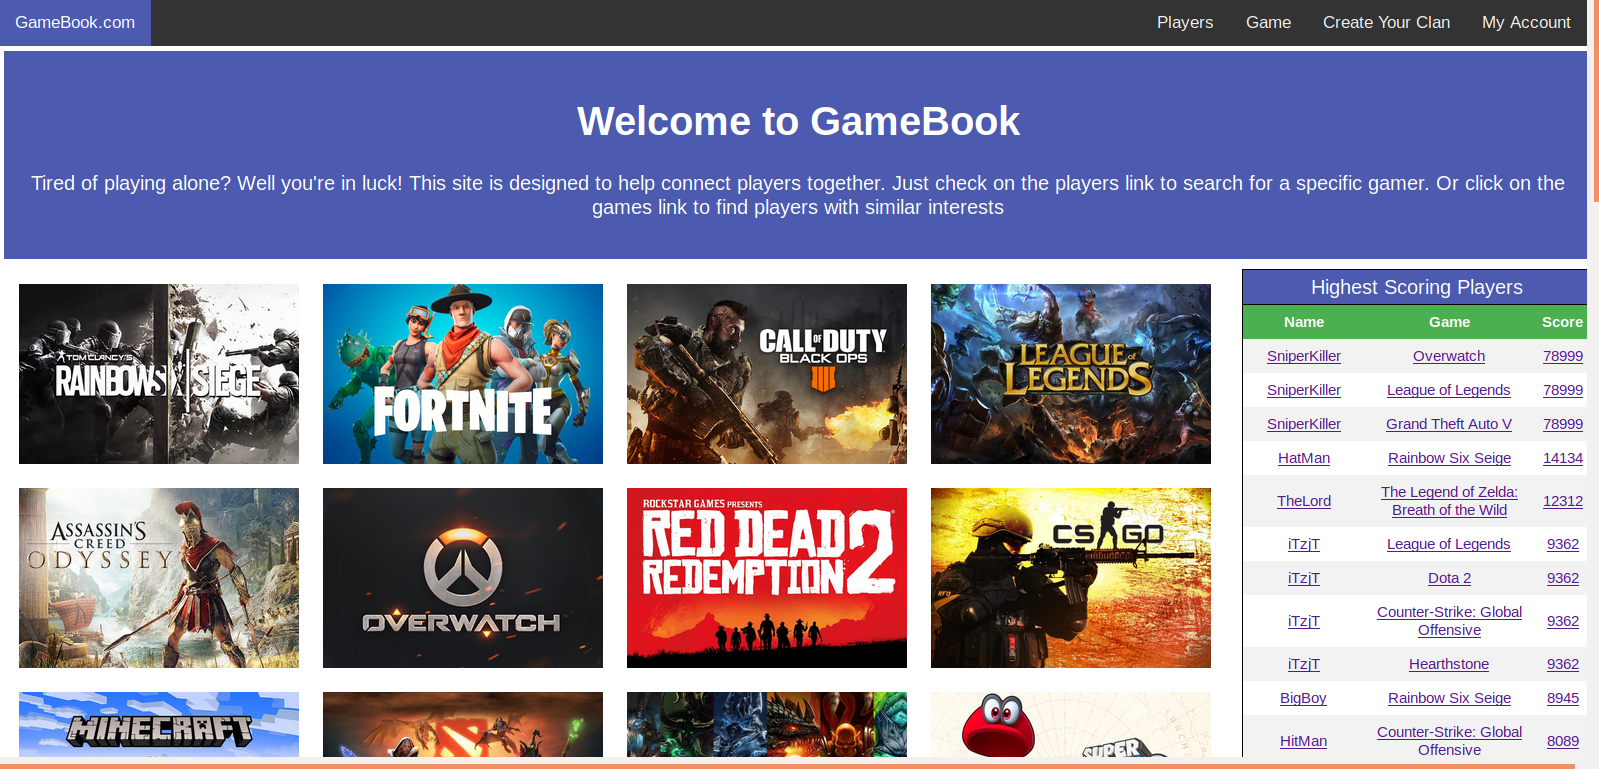 GameBook.com
Players
Game
Create Your Clan
My Account
Welcome to GameBook
Tired of playing alone? Well you're in luck! This site is designed to help connect players together. Just check on the players link to search for a specific gamer. Or click on the
games link to find players with similar interests
TOM CLANCY'S
RAINBOW SIX | SIEGE
FORTNITE
CALL OF DUTY
BLACK OPS
IIII
LEAGUE of
LEGENDS
ASSASSIN'S
CREED
ODYSSEY
OVERWATCH
ROCKSTAR GAMES PRESENTS
RED DEAD
REDEMPTION 2
CS GO
MINECRAFT
SUPER
Highest Scoring Players
Name Game Score
SniperKiller Overwatch 78999
SniperKiller League of Legends 78999
SniperKiller Grand Theft Auto V 78999
HatMan Rainbow Six Seige 14134
TheLord The Legend of Zelda:
Breath of the Wild 12312
iTzjT League of Legends 9362
iTzjT Dota 2 9362
iTzjT Counter-Strike: Global
Offensive 9362
iTzjT Hearthstone 9362
BigBoy Rainbow Six Seige 8945
HitMan Counter-Strike: Global
Offensive 8089